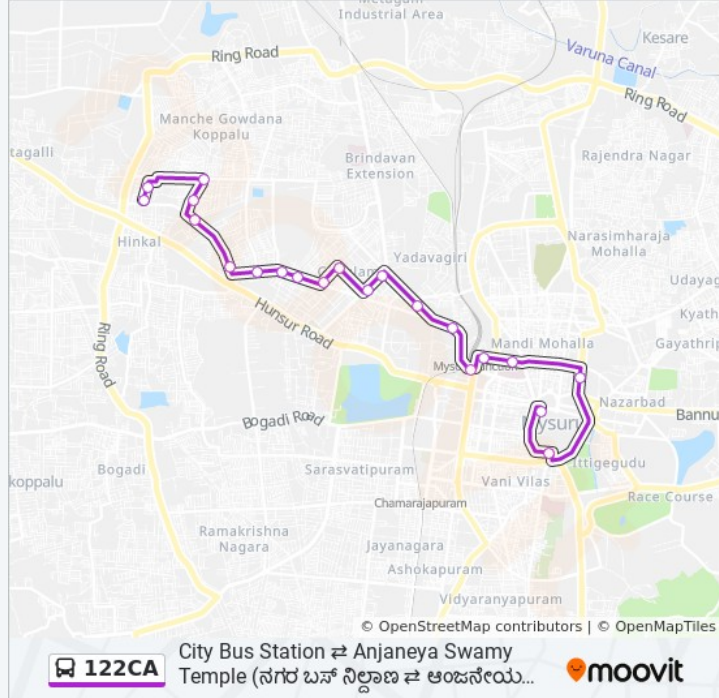 Metagalli
Industrial Area
Kesare
Varuna Canal
Ring Road
Ring Road
Manche Gowdana
Koppalu
tagalli
Brindavan
Extension
Rajendra Nagar
Hinkal
Narasimharaja
Mohalla
Yadavagiri
Udayag
Hunsur Road
Kyath
Mandi Mohalla
Gayathrip
Ring Road
Nazarbad
Bannu
Bogadi Road
Mysuru
Ittigegudu
Bogadi
Sarasvatipuram
koppalu
Vani Vilas
Race Course
Chamarajapuram
Ramakrishna
Nagara
Jayanagara
Ashokapuram
Vidyaranyapuram
© OpenStreetMap contributors | © OpenMapTiles
122CA
City Bus Station ⇄ Anjaneya Swamy
Temple (ನಗರ ಬಸ್ ನಿಲ್ದಾಣ ⇄ ಆಂಜನೇಯ...
moovit